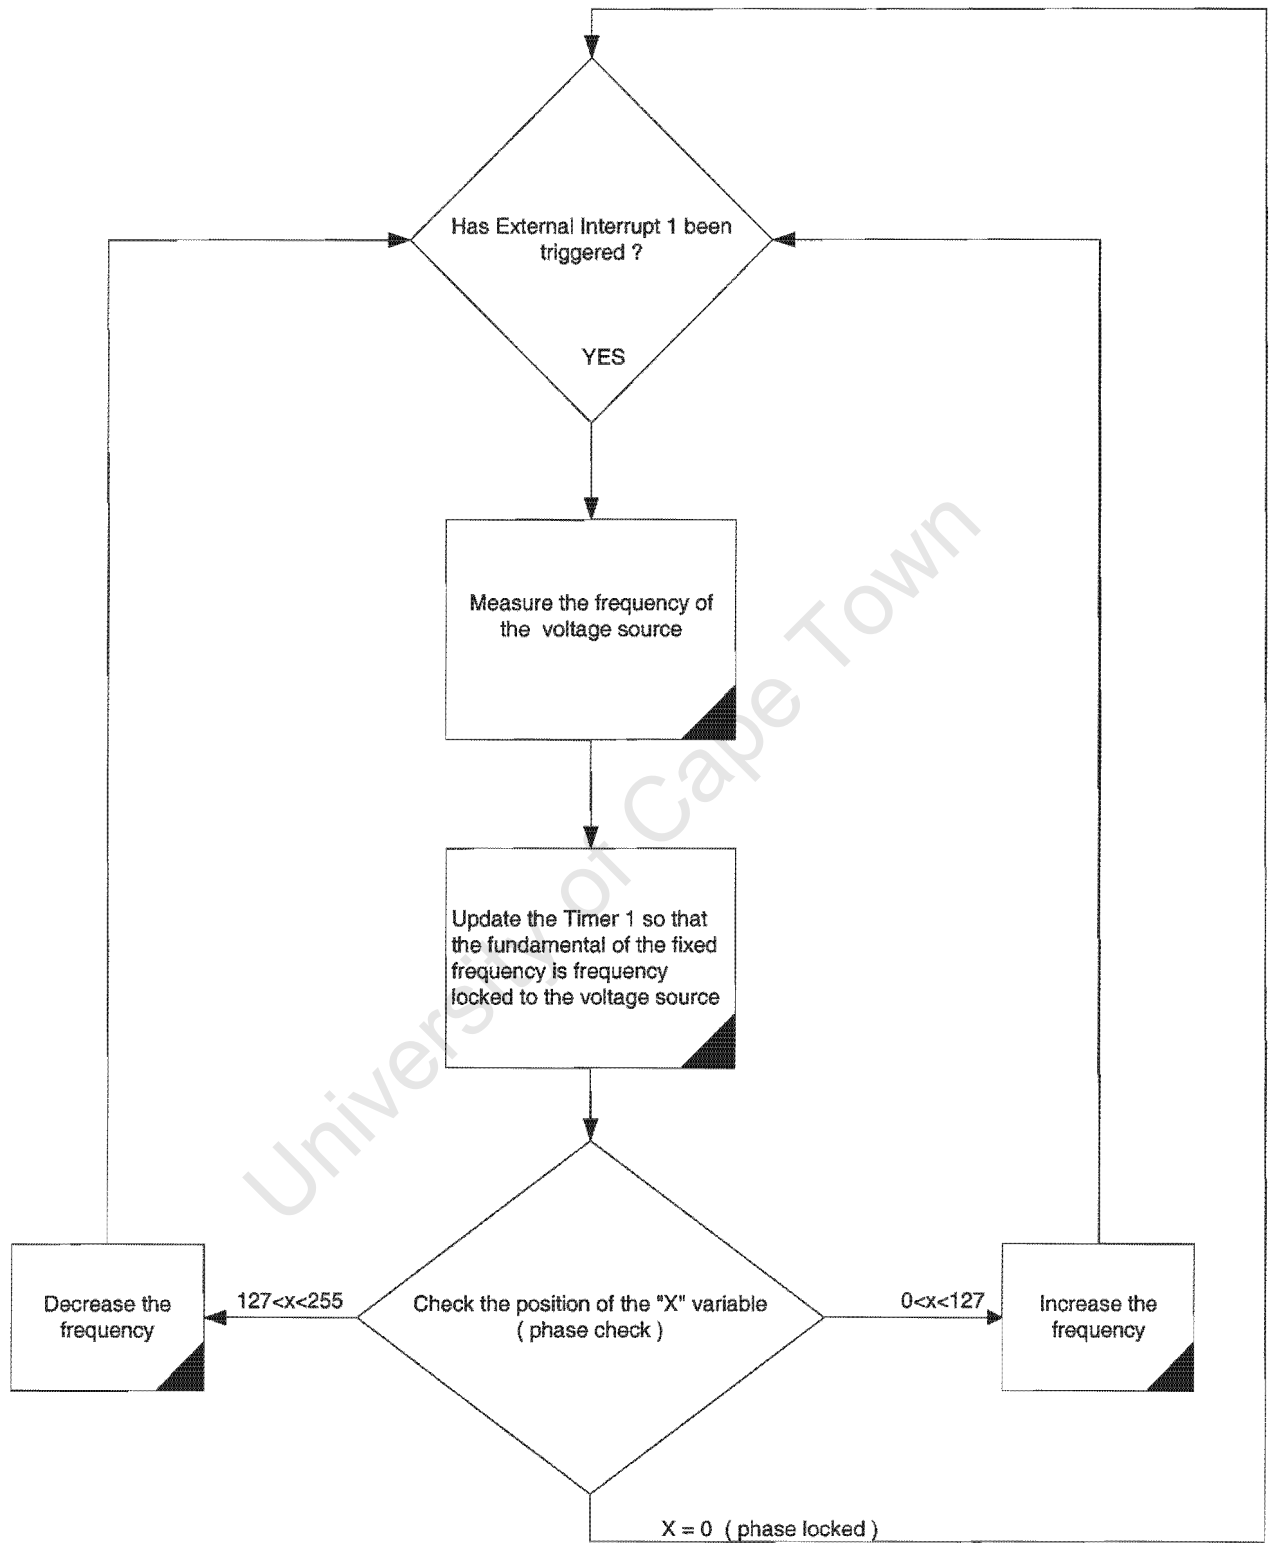 Has External Interrupt 1 been
triggered ?
YES
Measure the frequency of
the voltage source
Update the Timer 1 so that
the fundamental of the fixed
frequency is frequency
locked to the voltage source
Decrease the
frequency
127<x<255
Check the position of the "X" variable
( phase check )
0<x<127
Increase the
frequency
X = 0 ( phase locked )
University of Cape Town